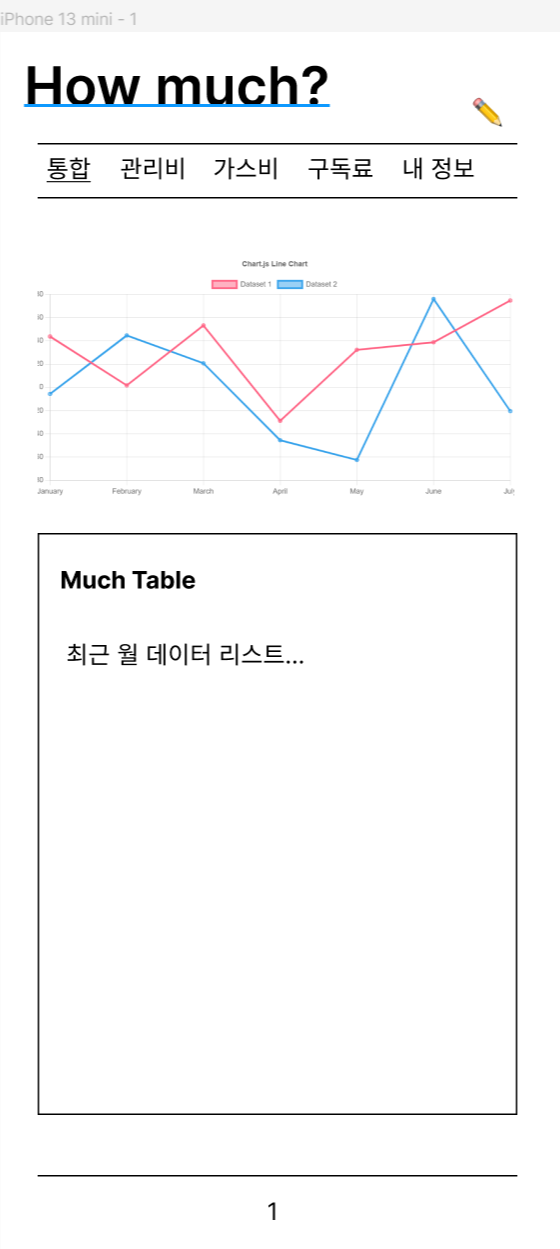 iPhone 13 mini - 1
How much?
통합 관리비 가스비 구독료 내 정보
Chart.js Line Chart
Dataset 1 Dataset 2
0
January February March April May June July
Much Table
최근 월 데이터 리스트...
1